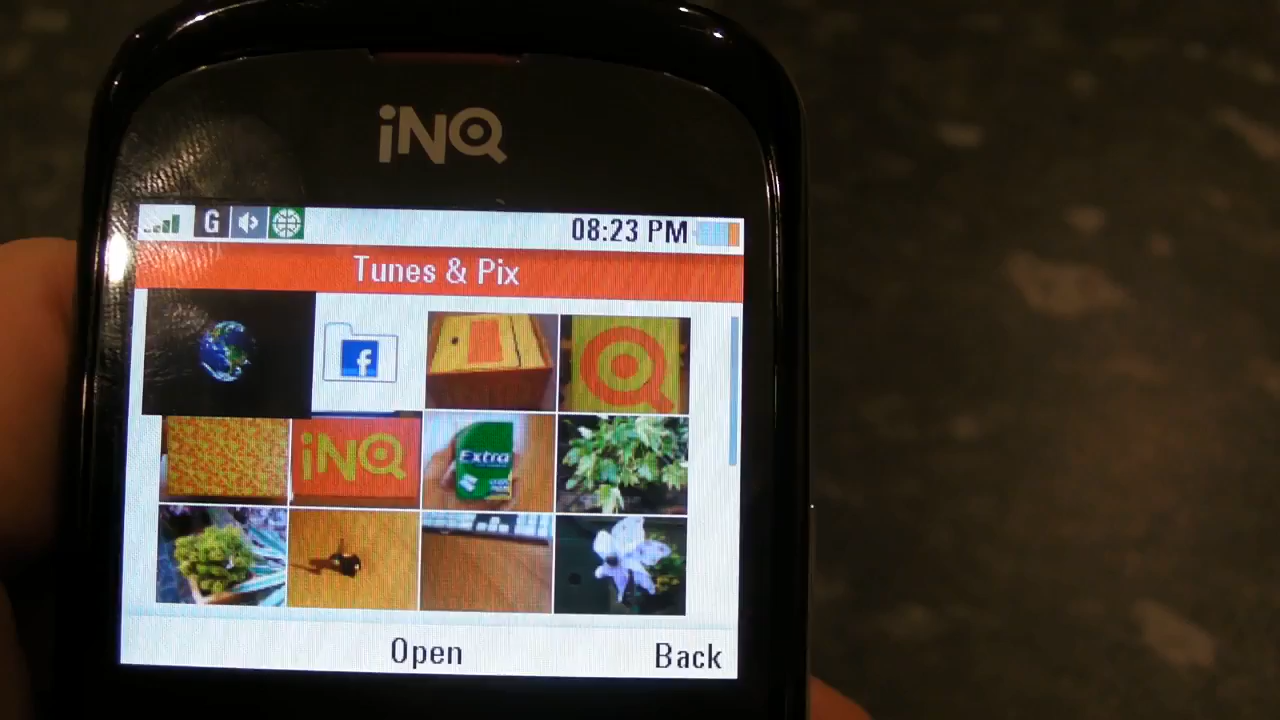 iNQ
G
08:23 PM
Tunes & Pix
f
iNQ
Extra
Open
Back